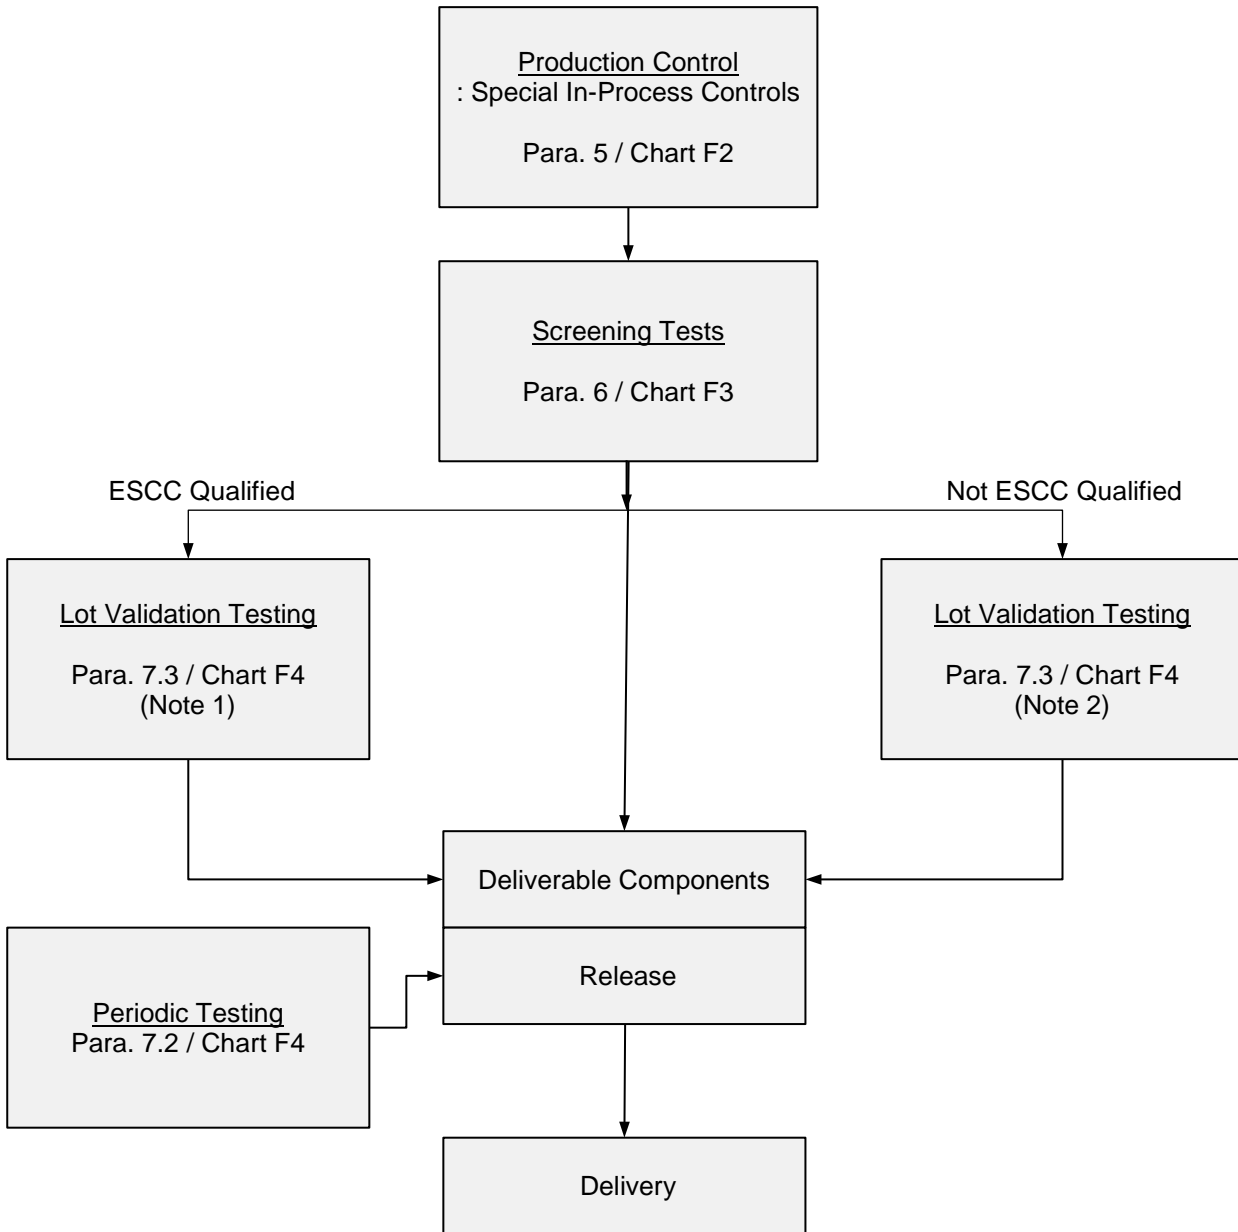 Production Control
: Special In-Process Controls
Para. 5 / Chart F2
Screening Tests
Para. 6 / Chart F3
ESCC Qualified
Not ESCC Qualified
Lot Validation Testing
Para. 7.3 / Chart F4
(Note 1)
Lot Validation Testing
Para. 7.3 / Chart F4
(Note 2)
Deliverable Components
Release
Periodic Testing
Para. 7.2 / Chart F4
Delivery